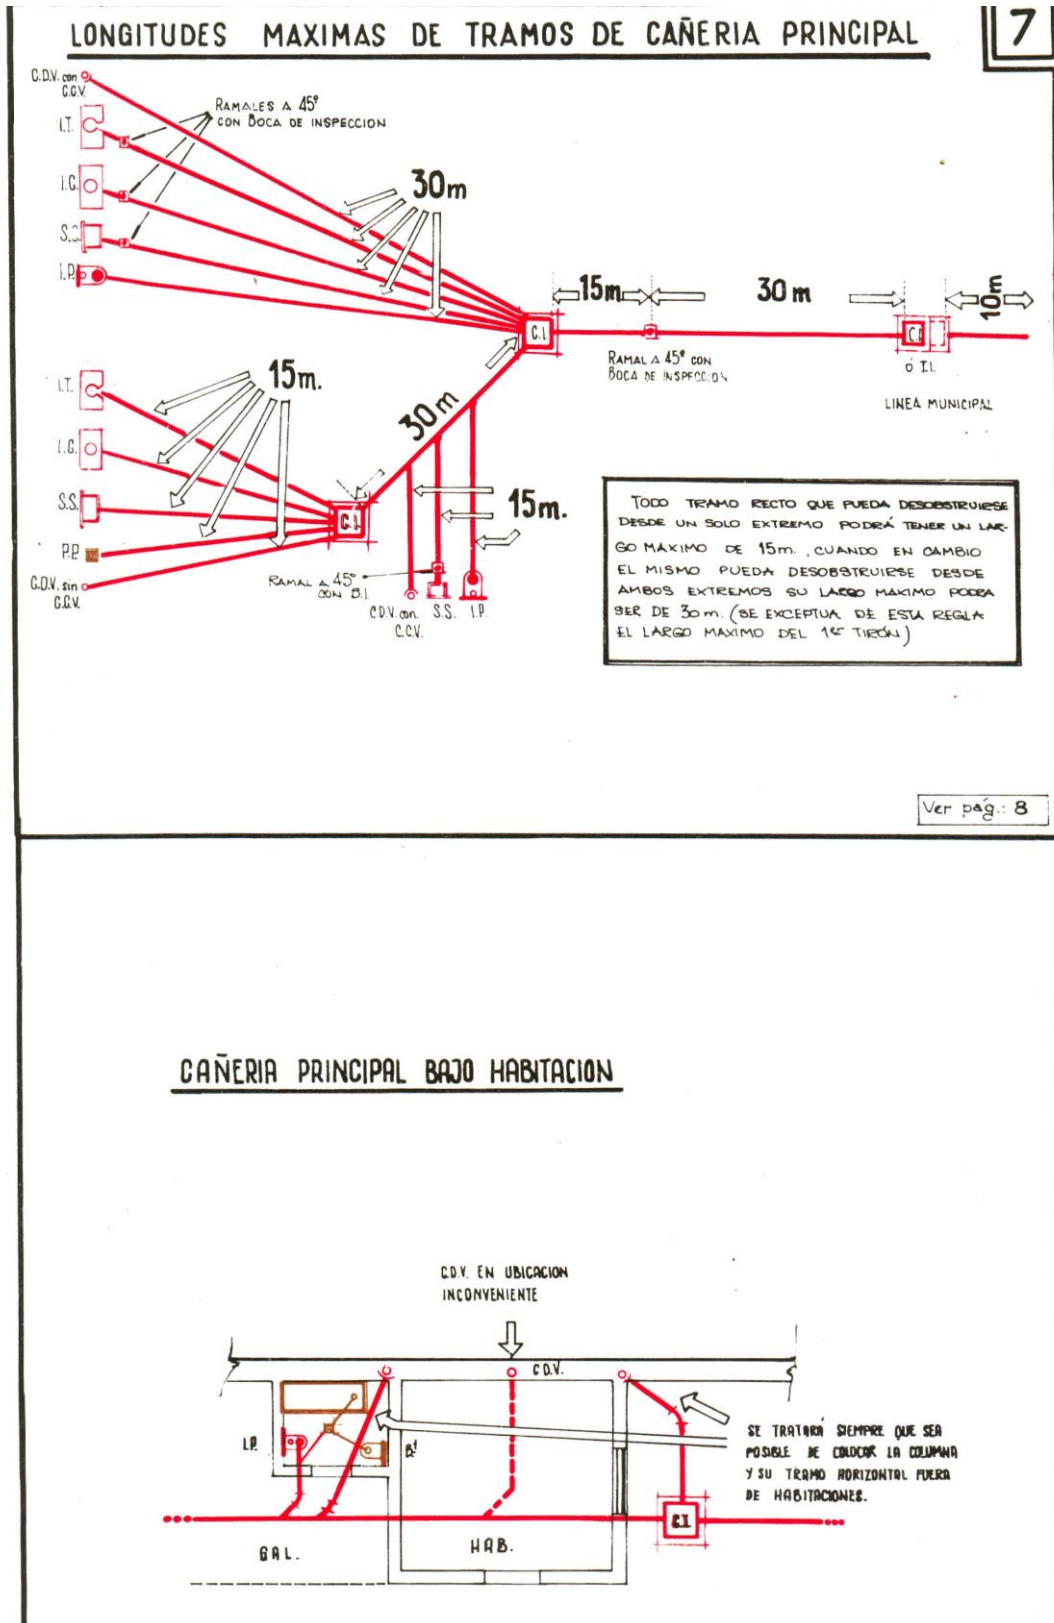 LONGITUDES MAXIMAS DE TRAMOS DE CAÑERIA PRINCIPAL
7
C.D.V. con
C.C.V.
I.T.
I.G.
S.S.
I.P.
RAMALES A 45º
CON BOCA DE INSPECCION
30m
15m
30m
10m
C.I.
C.I.
ó I.I.
RAMAL A 45º CON
BOCA DE INSPECCION
LINEA MUNICIPAL
I.T.
I.G.
S.S.
P.P.
C.D.V. sin
C.C.V.
15m.
30m
C.I.
15m.
RAMAL A 45º
CON B.I.
C.D.V. con
C.C.V.
S.S.
I.P.
TODO TRAMO RECTO QUE PUEDA DESOBSTRUIRSE
DESDE UN SOLO EXTREMO PODRÁ TENER UN LAR-
GO MAXIMO DE 15m., CUANDO EN CAMBIO
EL MISMO PUEDA DESOBSTRUIRSE DESDE
AMBOS EXTREMOS SU LARGO MAXIMO PODRA
SER DE 30m. (SE EXCEPTUA DE ESTA REGLA
EL LARGO MAXIMO DEL 1er TIRÓN)
Ver pág.: 8
CAÑERIA PRINCIPAL BAJO HABITACION
C.D.V. EN UBICACION
INCONVENIENTE
C.D.V.
I.P.
Bº
SE TRATARÁ SIEMPRE QUE SEA
POSIBLE DE COLOCAR LA COLUMNA
Y SU TRAMO HORIZONTAL FUERA
DE HABITACIONES.
C.I.
GAL.
HAB.